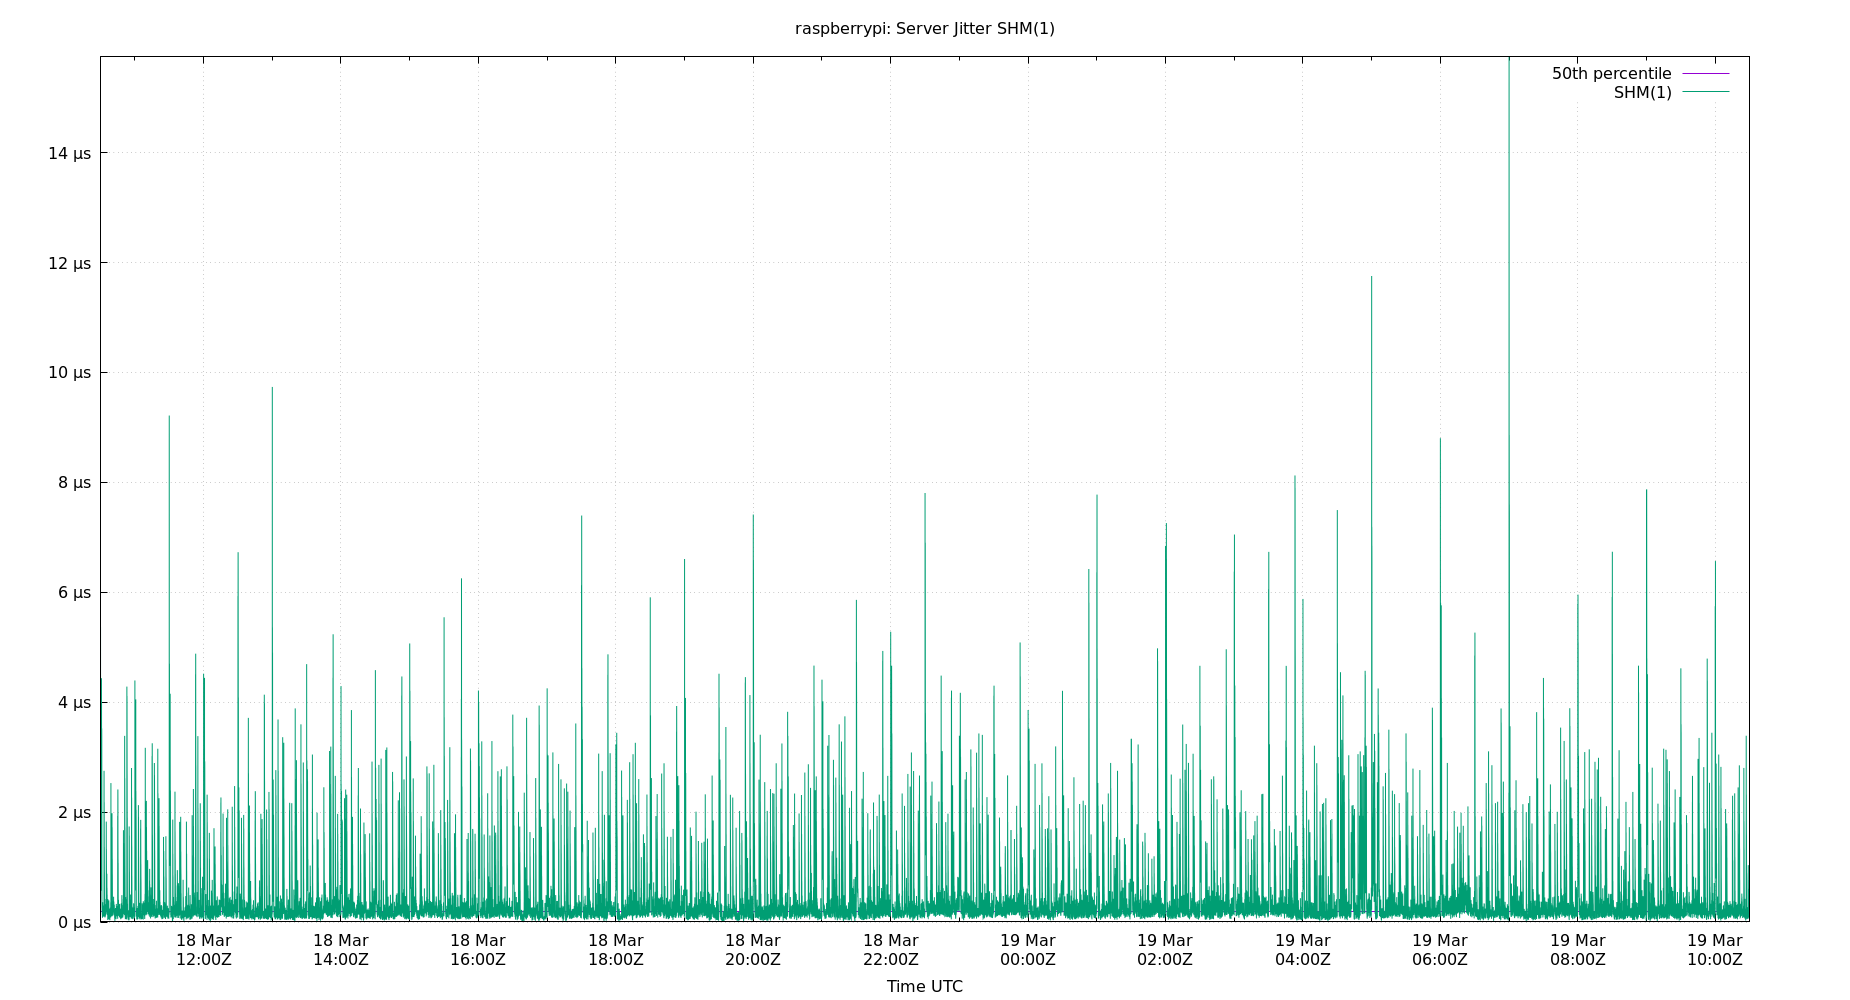 raspberrypi: Server Jitter SHM(1)
50th percentile
SHM(1)
14 µs
12 µs
10 µs
8 µs
6 µs
4 µs
2 µs
0 µs
18 Mar 18 Mar 18 Mar 18 Mar 18 Mar 18 Mar 19 Mar 19 Mar 19 Mar 19 Mar 19 Mar 19 Mar
12:00Z 14:00Z 16:00Z 18:00Z 20:00Z 22:00Z 00:00Z 02:00Z 04:00Z 06:00Z 08:00Z 10:00Z
Time UTC